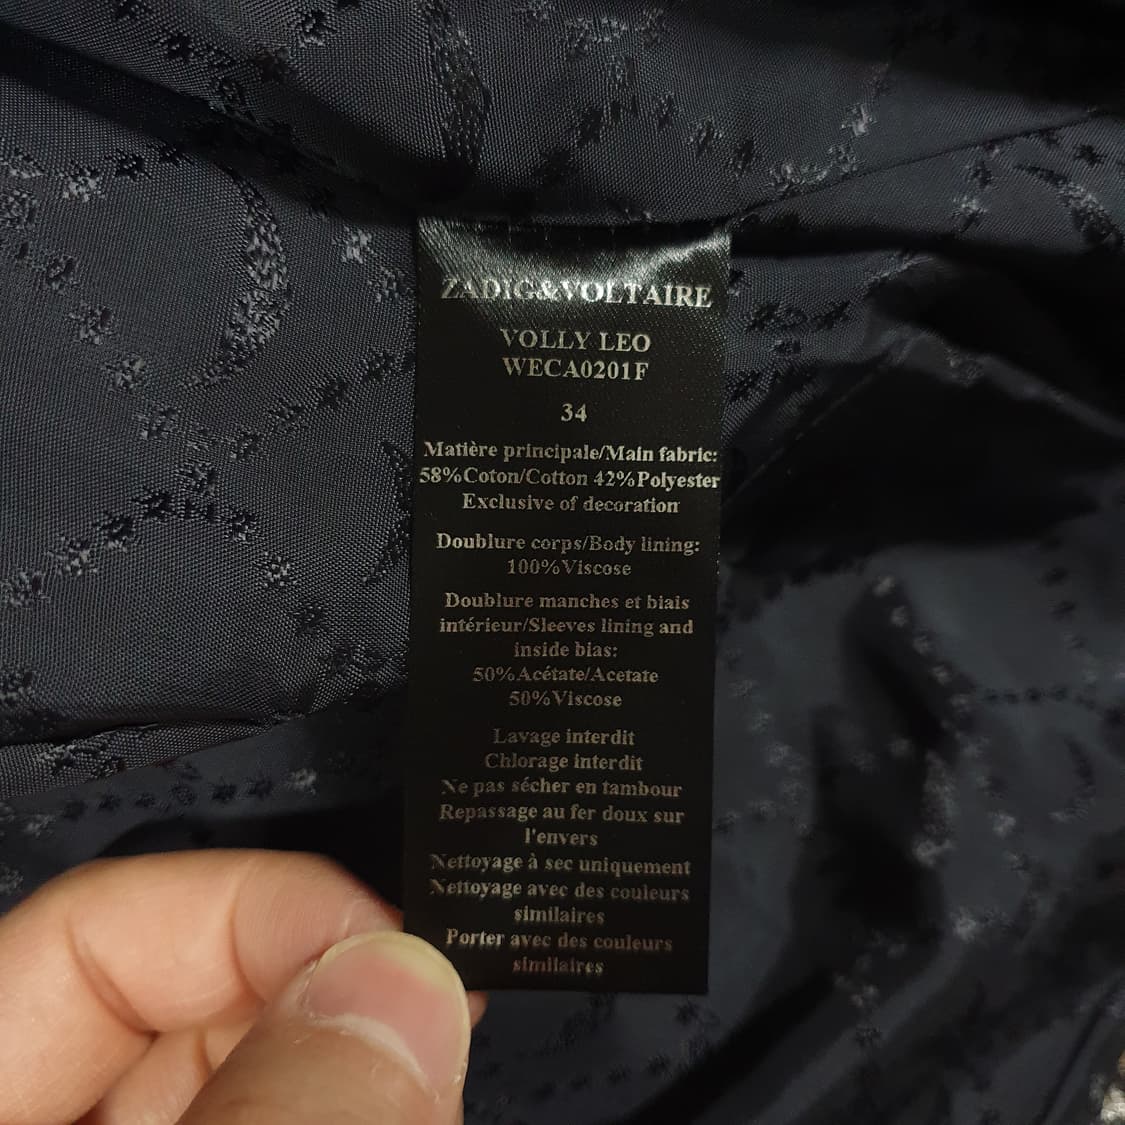 ZADIG&VOLTAIRE
VOLLY LEO
WECA0201F
34
Matière principale/Main fabric:
58%Coton/Cotton 42%Polyester
Exclusive of decoration
Doublure corps/Body lining:
100%Viscose
Doublure manches et biais
intérieur/Sleeves lining and
inside bias:
50%Acétate/Acetate
50%Viscose
Lavage interdit
Chlorage interdit
Ne pas sécher en tambour
Repassage au fer doux sur
l'envers
Nettoyage à sec uniquement
Nettoyage avec des couleurs
similaires
Porter avec des couleurs
similaires